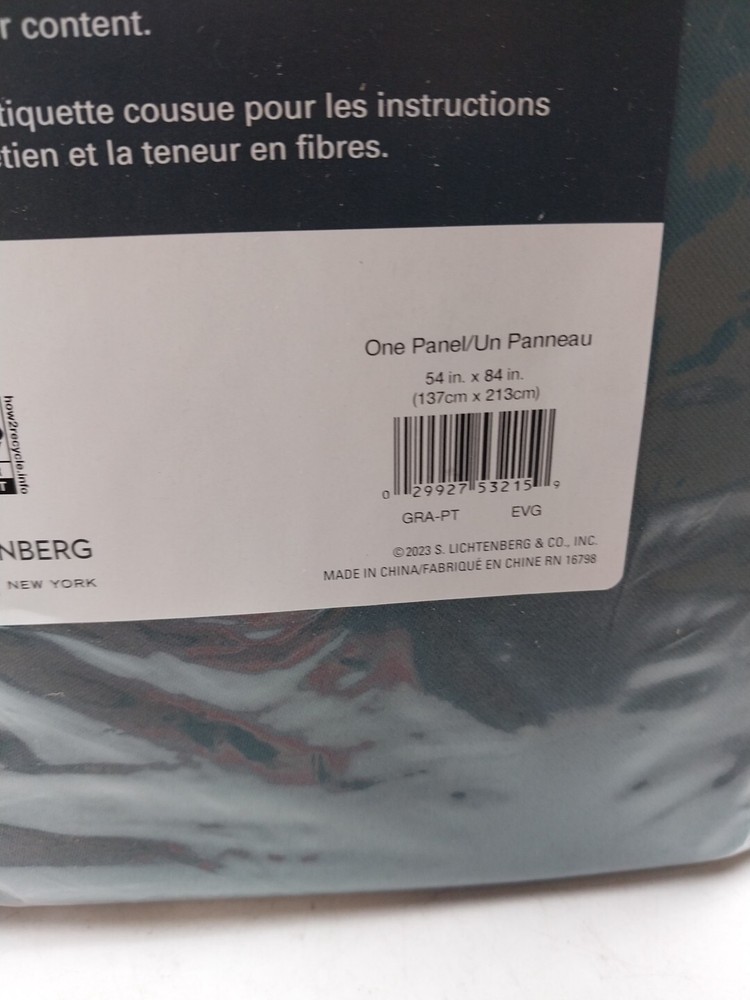 r content.
tiquette cousue pour les instructions
tien et la teneur en fibres.
One Panel/Un Panneau
54 in. x 84 in.
(137cm x 213cm)
how2recycle.info
0 29927 53215 9
GRA-PT EVG
NBERG
NEW YORK
©2023 S. LICHTENBERG & CO., INC.
MADE IN CHINA/FABRIQUÉ EN CHINE RN 16798